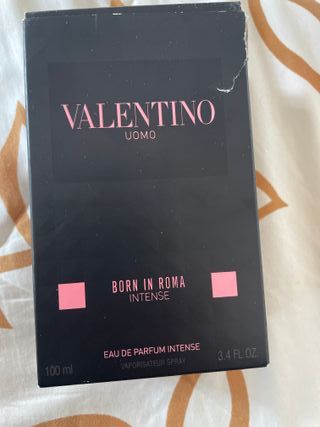 VALENTINO
UOMO
BORN IN ROMA
INTENSE
EAU DE PARFUM INTENSE
VAPORISATEUR SPRAY
100 ml 3.4 FL.OZ.